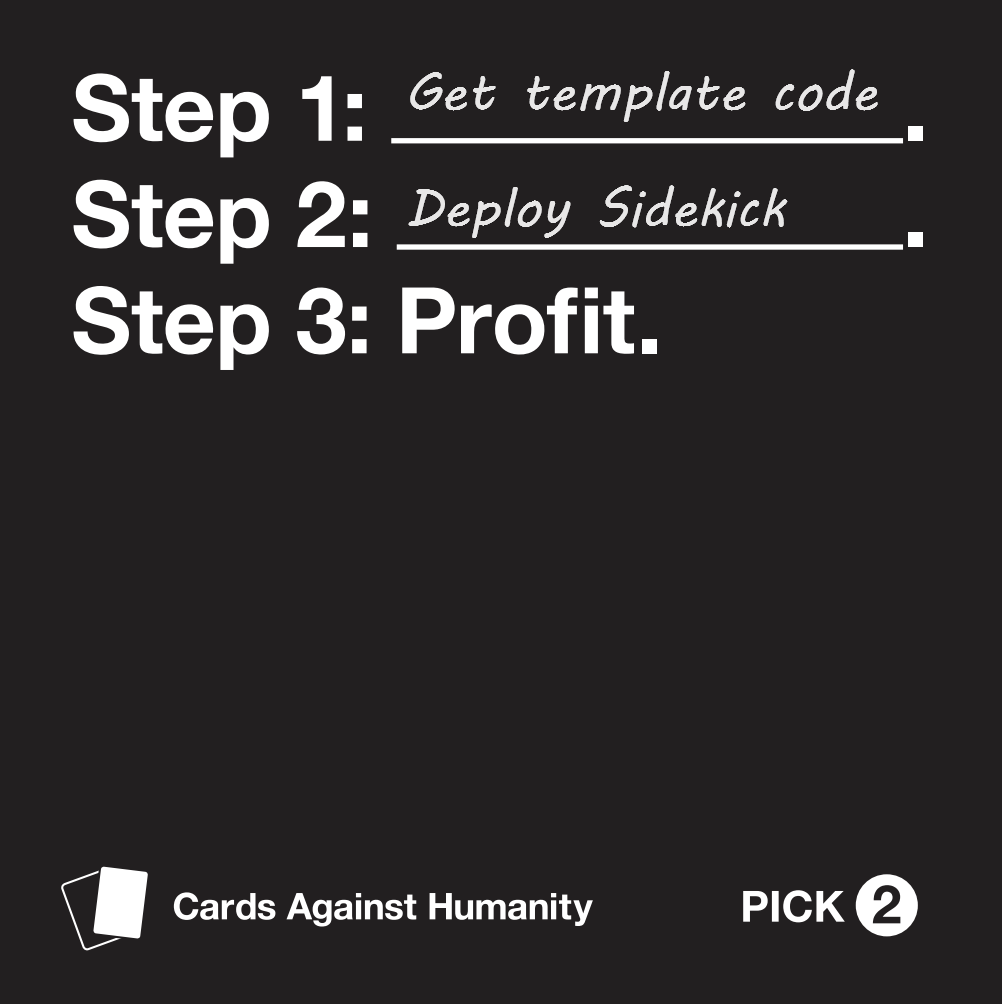 Step 1: Get template code.
Step 2: Deploy Sidekick.
Step 3: Profit.
Cards Against Humanity
PICK 2